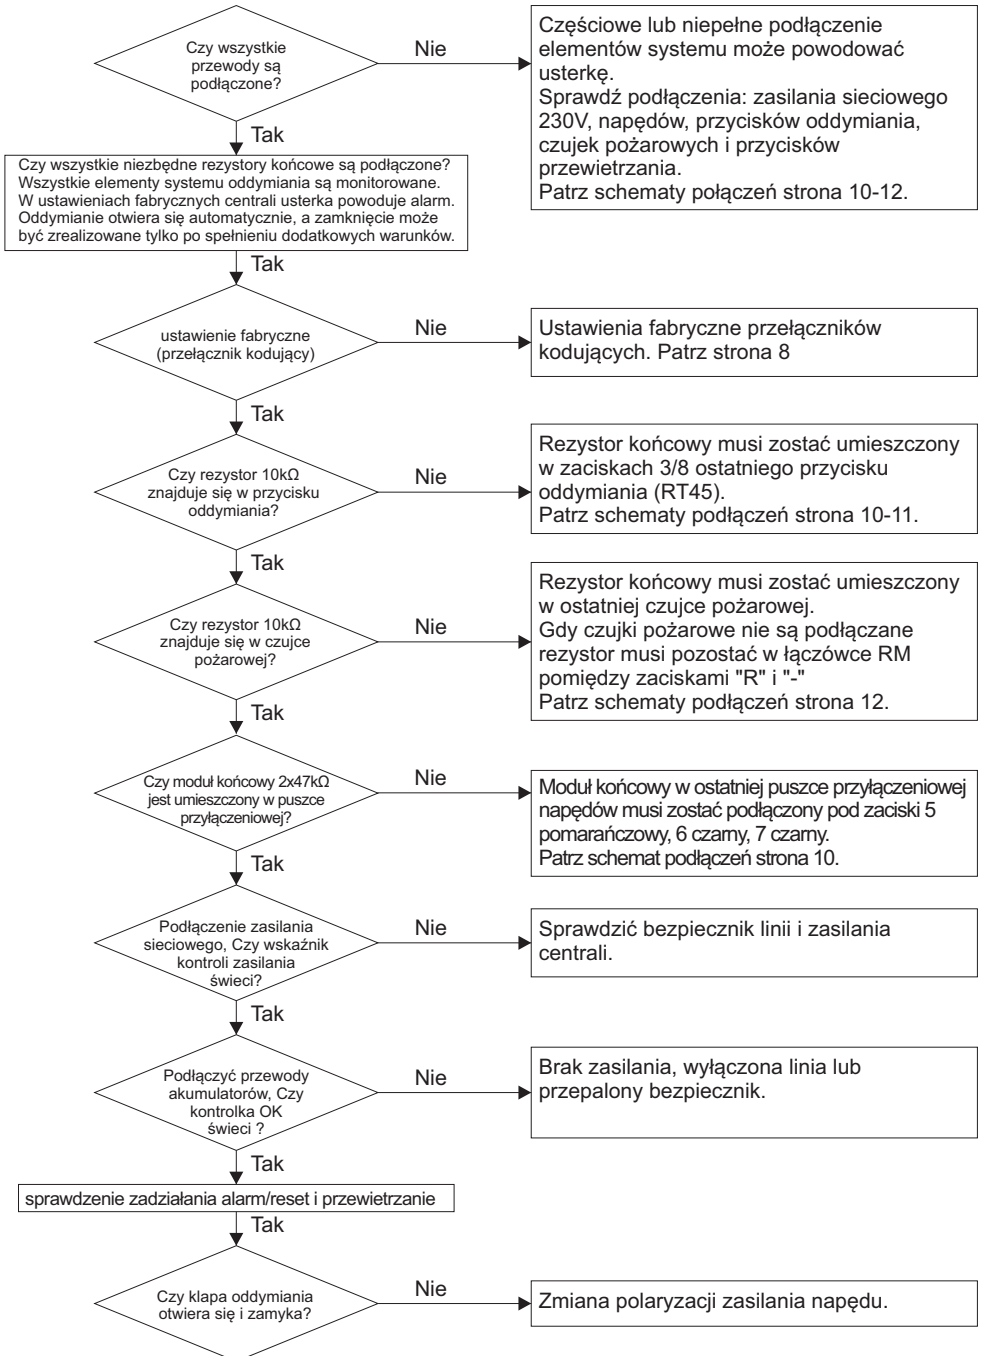 Czy wszystkie
przewody są
podłączone?
Nie
Częściowe lub niepełne podłączenie
elementów systemu może powodować
usterkę.
Sprawdź podłączenia: zasilania sieciowego
230V, napędów, przycisków oddymiania,
czujek pożarowych i przycisków
przewietrzania.
Patrz schematy połączeń strona 10-12.
Tak
Czy wszystkie niezbędne rezystory końcowe są podłączone?
Wszystkie elementy systemu oddymiania są monitorowane.
W ustawieniach fabrycznych centrali usterka powoduje alarm.
Oddymianie otwiera się automatycznie, a zamknięcie może
być zrealizowane tylko po spełnieniu dodatkowych warunków.
Tak
ustawienie fabryczne
(przełącznik kodujący)
Nie
Ustawienia fabryczne przełączników
kodujących. Patrz strona 8
Tak
Czy rezystor 10kΩ
znajduje się w przycisku
oddymiania?
Nie
Rezystor końcowy musi zostać umieszczony
w zaciskach 3/8 ostatniego przycisku
oddymiania (RT45).
Patrz schematy podłączeń strona 10-11.
Tak
Czy rezystor 10kΩ
znajduje się w czujce
pożarowej?
Nie
Rezystor końcowy musi zostać umieszczony
w ostatniej czujce pożarowej.
Gdy czujki pożarowe nie są podłączane
rezystor musi pozostać w łączówce RM
pomiędzy zaciskami "R" i "-"
Patrz schematy podłączeń strona 12.
Tak
Czy moduł końcowy 2x47kΩ
jest umieszczony w puszce
przyłączeniowej?
Nie
Moduł końcowy w ostatniej puszce przyłączeniowej
napędów musi zostać podłączony pod zaciski 5
pomarańczowy, 6 czarny, 7 czarny.
Patrz schemat podłączeń strona 10.
Tak
Podłączenie zasilania
sieciowego, Czy wskaźnik
kontroli zasilania
świeci?
Nie
Sprawdzić bezpiecznik linii i zasilania
centrali.
Tak
Podłączyć przewody
akumulatorów, Czy
kontrolka OK
świeci ?
Nie
Brak zasilania, wyłączona linia lub
przepalony bezpiecznik.
Tak
sprawdzenie zadziałania alarm/reset i przewietrzanie
Tak
Czy klapa oddymiania
otwiera się i zamyka?
Nie
Zmiana polaryzacji zasilania napędu.